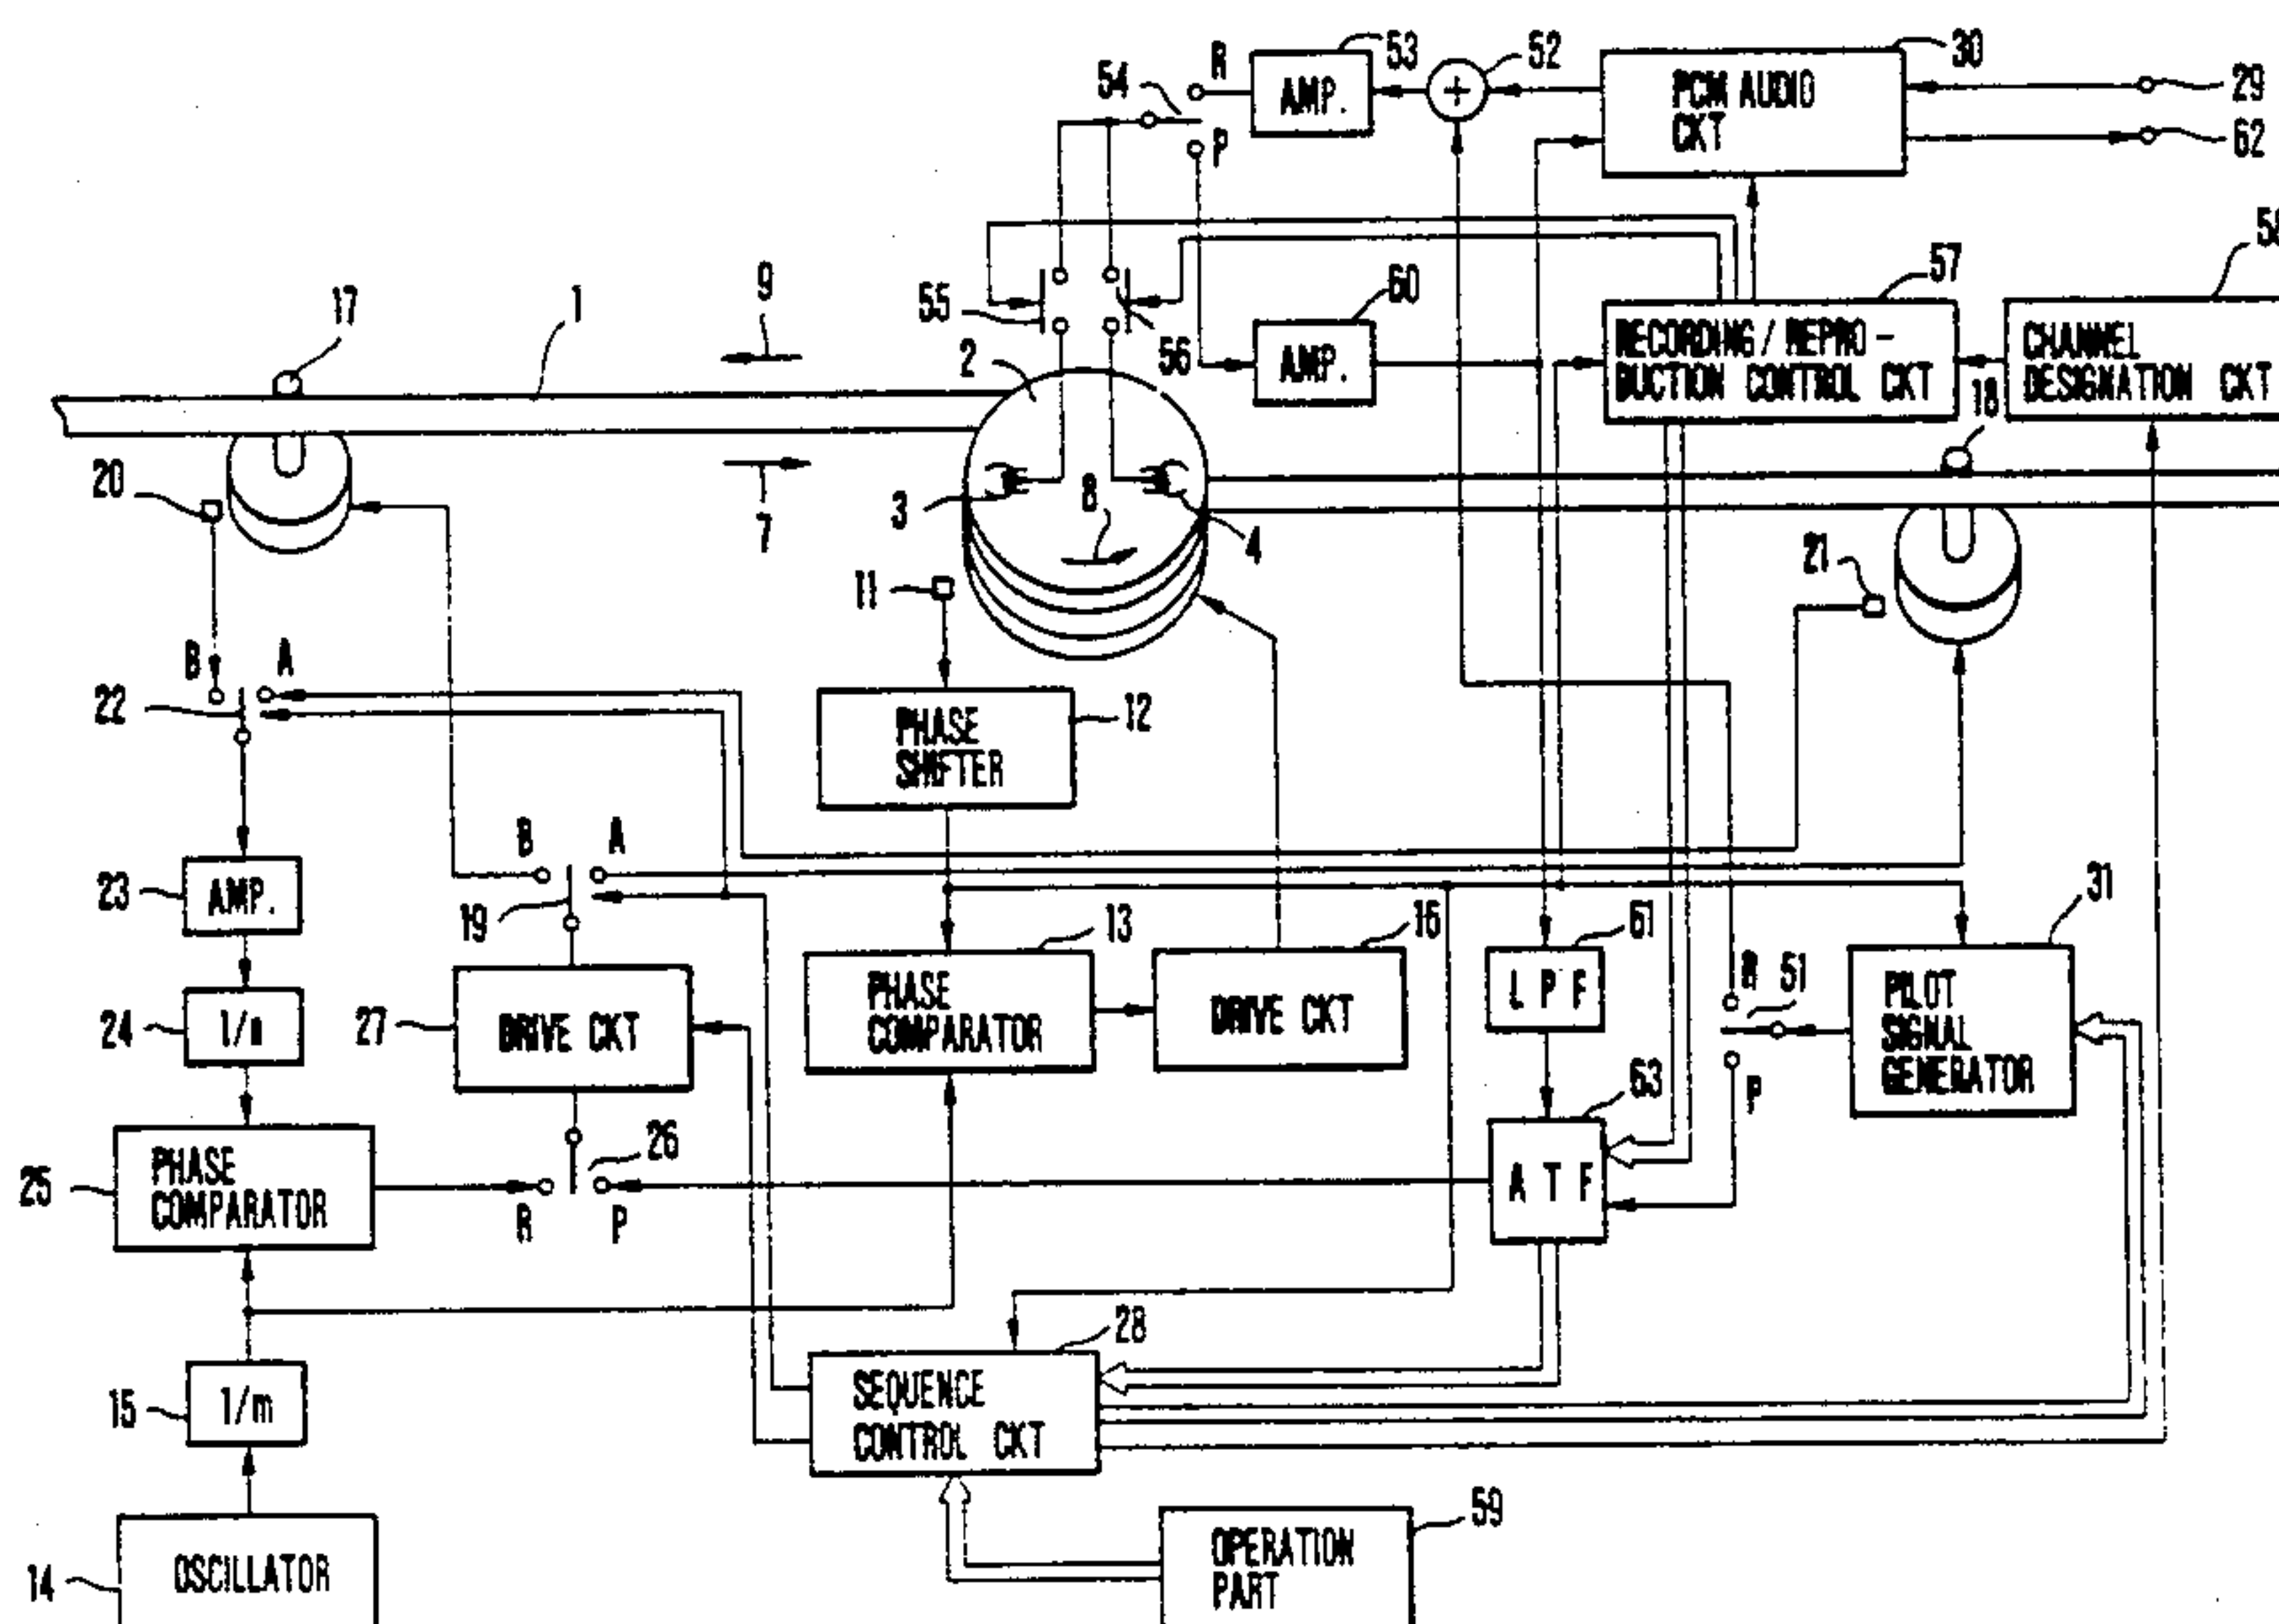 R
53
52
30
54
AMP.
PCM AUDIO
CKT
29
P
62
17
1
9
55
56
60
57
58
2
AMP.
RECORDING/REPRO-
DUCTION CONTROL CKT
CHANNEL
DESIGNATION CKT
18
20
7
3
8
4
11
21
B
A
22
PHASE
SHIFTER
12
B
A
23
AMP.
19
13
16
61
31
24
1/n
27
DRIVE CKT
PHASE
COMPARATOR
DRIVE CKT
LPF
R
51
PILOT
SIGNAL
GENERATOR
63
P
25
PHASE
COMPARATOR
26
R
P
ATF
28
15
1/m
SEQUENCE
CONTROL CKT
14
OSCILLATOR
OPERATION
PART
59